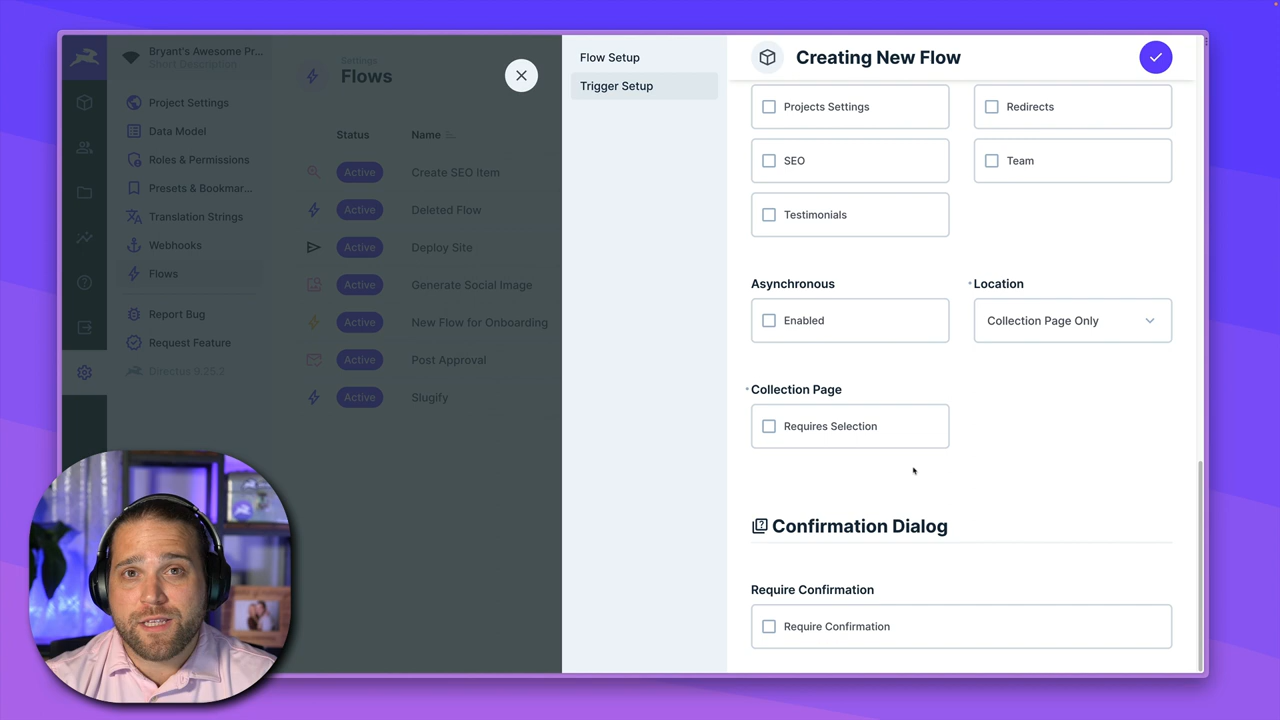 Bryant's Awesome Pr...
Short Description
Project Settings
Data Model
Roles & Permissions
Presets & Bookmar...
Translation Strings
Webhooks
Flows
Report Bug
Request Feature
Directus 9.25.2
Settings
Flows
Status
Name
Active
Create SEO Item
Active
Deleted Flow
Active
Deploy Site
Active
Generate Social Image
Active
New Flow for Onboarding
Active
Post Approval
Active
Slugify
Flow Setup
Trigger Setup
Creating New Flow
Projects Settings
Redirects
SEO
Team
Testimonials
Asynchronous
Enabled
* Location
Collection Page Only
* Collection Page
Requires Selection
Confirmation Dialog
Require Confirmation
Require Confirmation